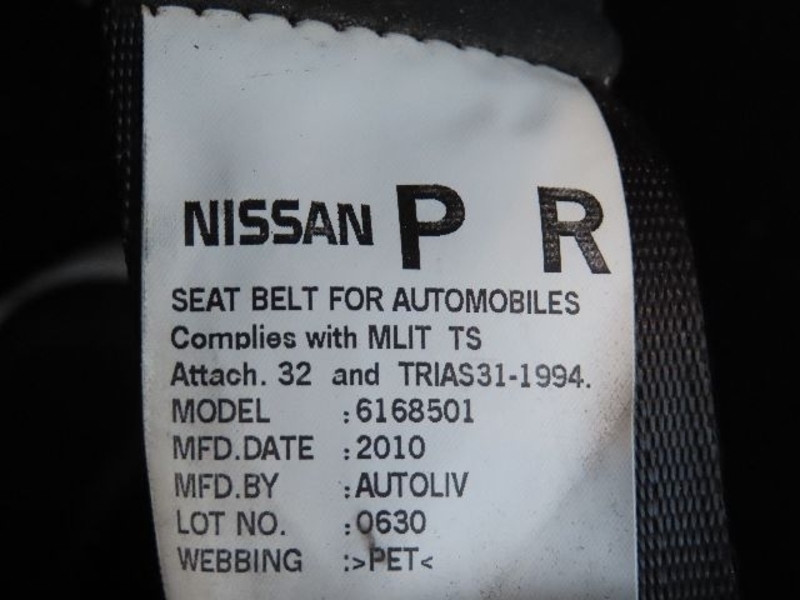 NISSAN P R
SEAT BELT FOR AUTOMOBILES
Complies with MLIT TS
Attach. 32 and TRIAS31-1994.
MODEL :6168501
MFD.DATE :2010
MFD.BY :AUTOLIV
LOT NO. :0630
WEBBING :>PET<